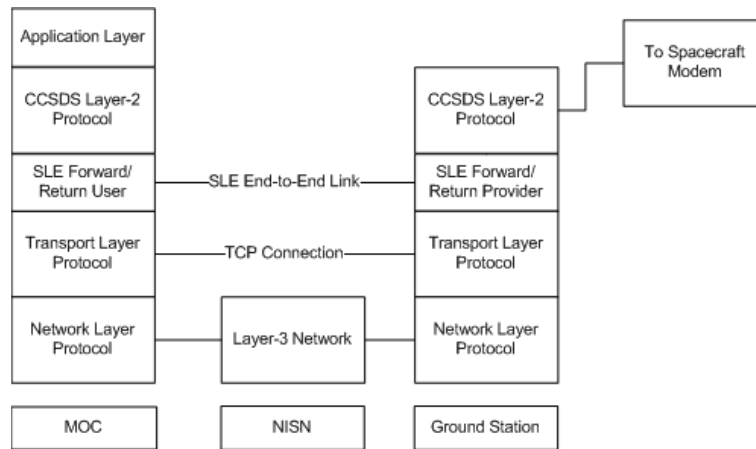 Application Layer
CCSDS Layer-2
Protocol
SLE Forward/
Return User
Transport Layer
Protocol
Network Layer
Protocol
MOC
SLE End-to-End Link
TCP Connection
Layer-3 Network
NISN
CCSDS Layer-2
Protocol
SLE Forward/
Return Provider
Transport Layer
Protocol
Network Layer
Protocol
Ground Station
To Spacecraft
Modem